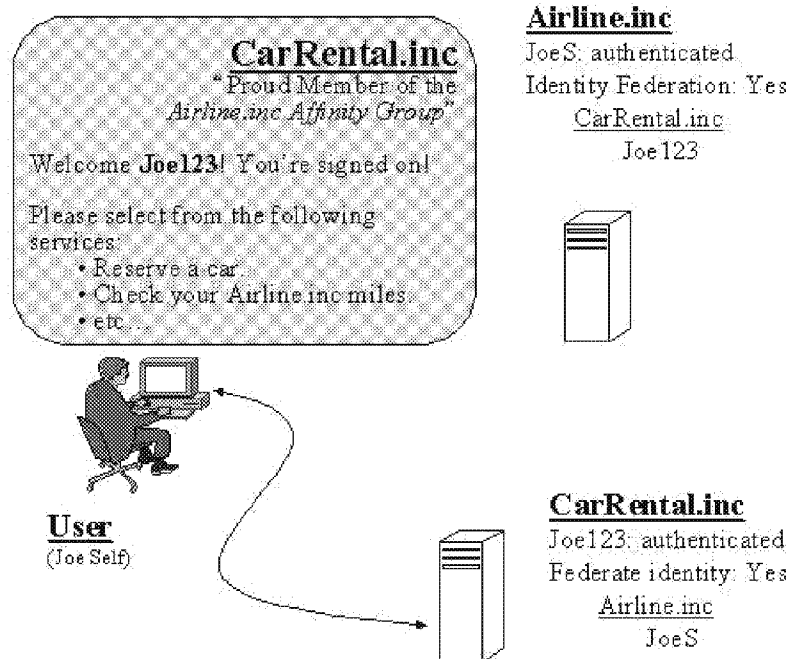 CarRental.inc
"Proud Member of the
Airline.inc Affinity Group"
Welcome Joe123! You're signed on!
Please select from the following
services:
• Reserve a car.
• Check your Airline inc miles.
• etc...
Airline.inc
JoeS: authenticated
Identity Federation: Yes
CarRental.inc
Joe123
User
(Joe Self)
CarRental.inc
Joe123: authenticated
Federate identity: Yes
Airline.inc
JoeS